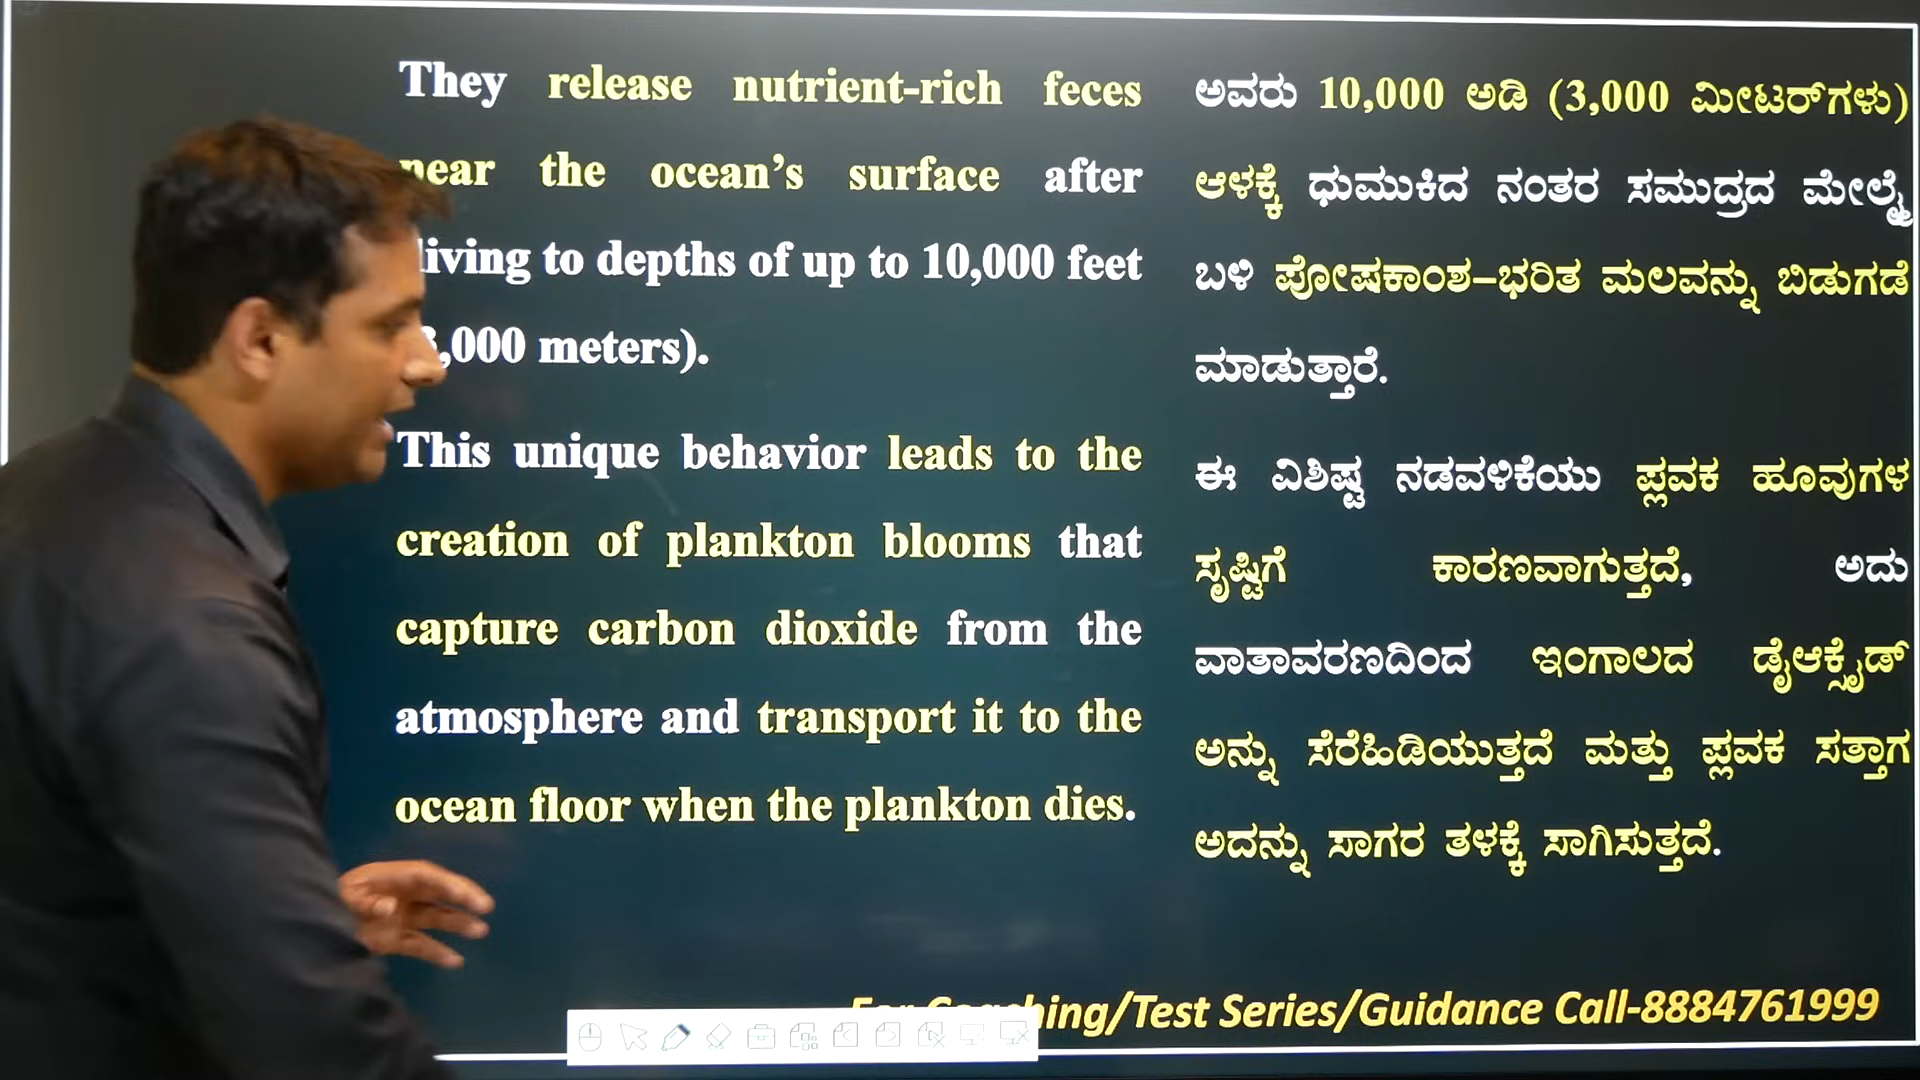 They release nutrient-rich feces
near the ocean's surface after
to depths of up to 10,000 feet
meters).
This unique behavior leads to the
creation of plankton blooms that
capture carbon dioxide from the
atmosphere and transport it to the
ocean floor when the plankton dies.
ಅವರು 10,000 ಅಡಿ (3,000 ಮೀಟರ್‌ಗಳು)
ಆಳಕ್ಕೆ ಧುಮುಕಿದ ನಂತರ ಸಮುದ್ರದ ಮೇಲ್ಮೈ
ಬಳಿ ಪೋಷಕಾಂಶ-ಭರಿತ ಮಲವನ್ನು ಬಿಡುಗಡೆ
ಮಾಡುತ್ತಾರೆ.
ಈ ವಿಶಿಷ್ಟ ನಡವಳಿಕೆಯು ಪ್ಲವಕ ಹೂವುಗಳ
ಸೃಷ್ಟಿಗೆ ಕಾರಣವಾಗುತ್ತದೆ, ಅದು
ವಾತಾವರಣದಿಂದ ಇಂಗಾಲದ ಡೈಆಕ್ಸೈಡ್
ಅನ್ನು ಸೆರೆಹಿಡಿಯುತ್ತದೆ ಮತ್ತು ಪ್ಲವಕ ಸತ್ತಾಗ
ಅದನ್ನು ಸಾಗರ ತಳಕ್ಕೆ ಸಾಗಿಸುತ್ತದೆ.
For Coaching/Test Series/Guidance Call-8884761999